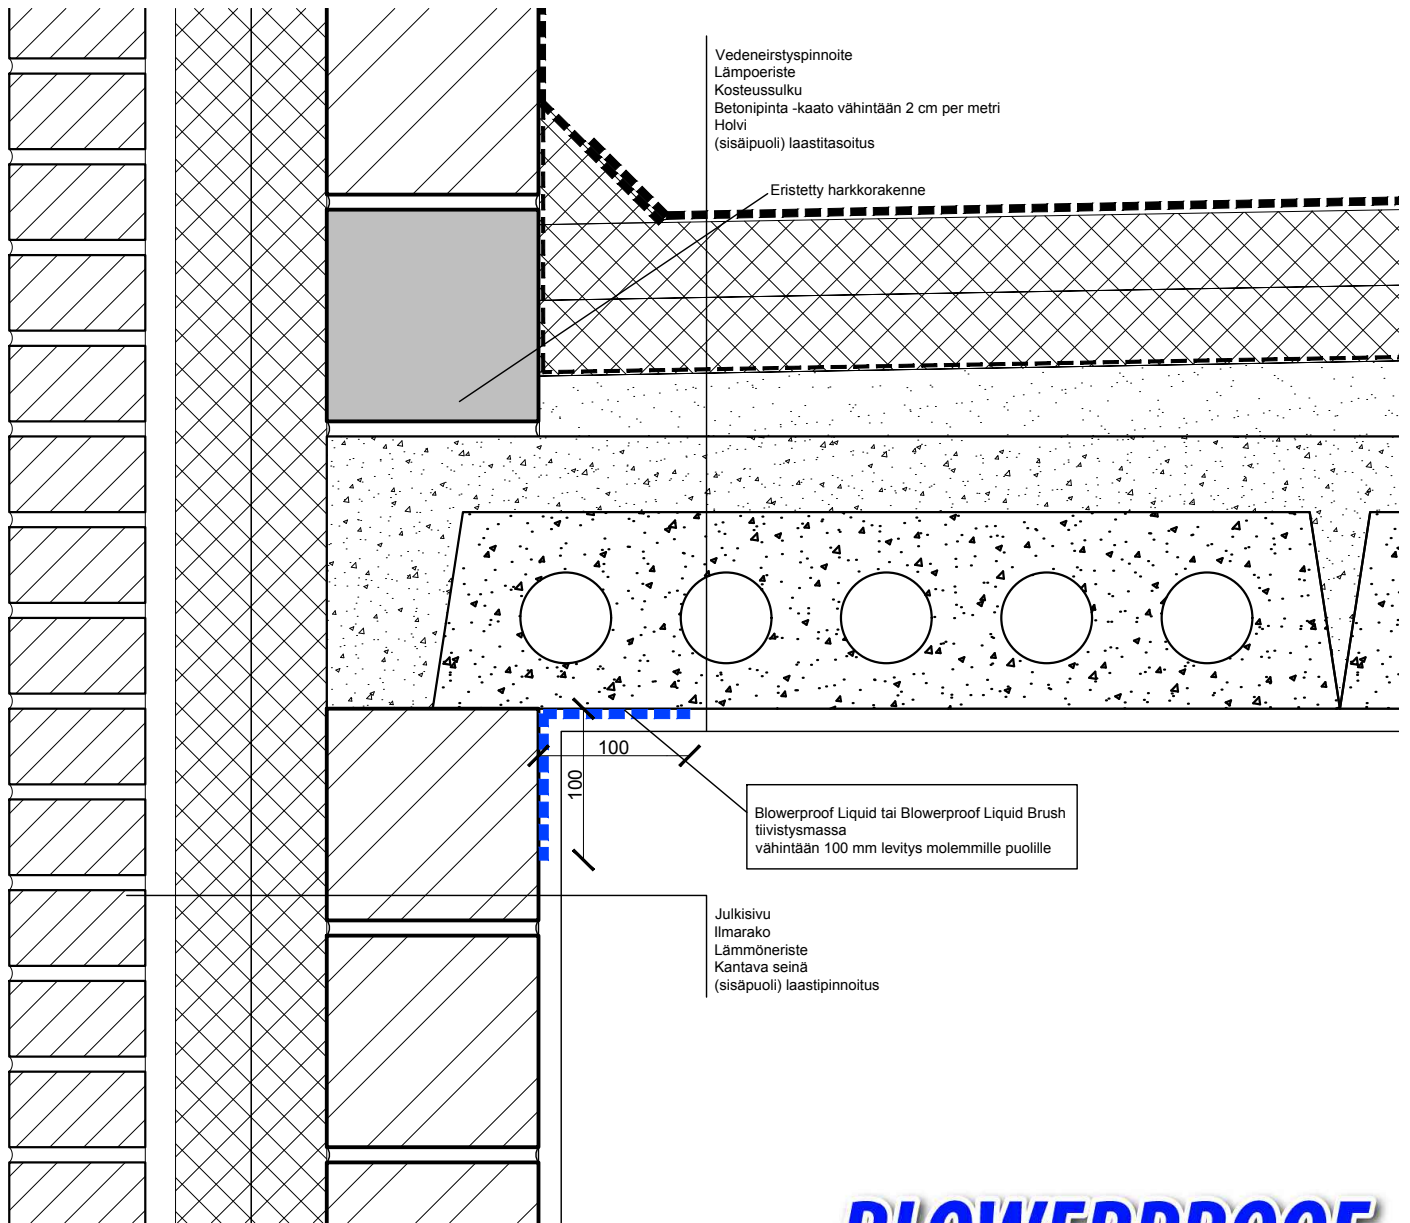 Vedeneirstyspinnoite
Lämpoeriste
Kosteussulku
Betonipinta -kaato vähintään 2 cm per metri
Holvi
(sisäipuoli) laastitasoitus
Eristetty harkkorakenne
100
100
Blowerproof Liquid tai Blowerproof Liquid Brush
tiivistysmassa
vähintään 100 mm levitys molemmille puolille
Julkisivu
Ilmarako
Lämmöneriste
Kantava seinä
(sisäpuoli) laastipinnoitus
BLOWERPROOF